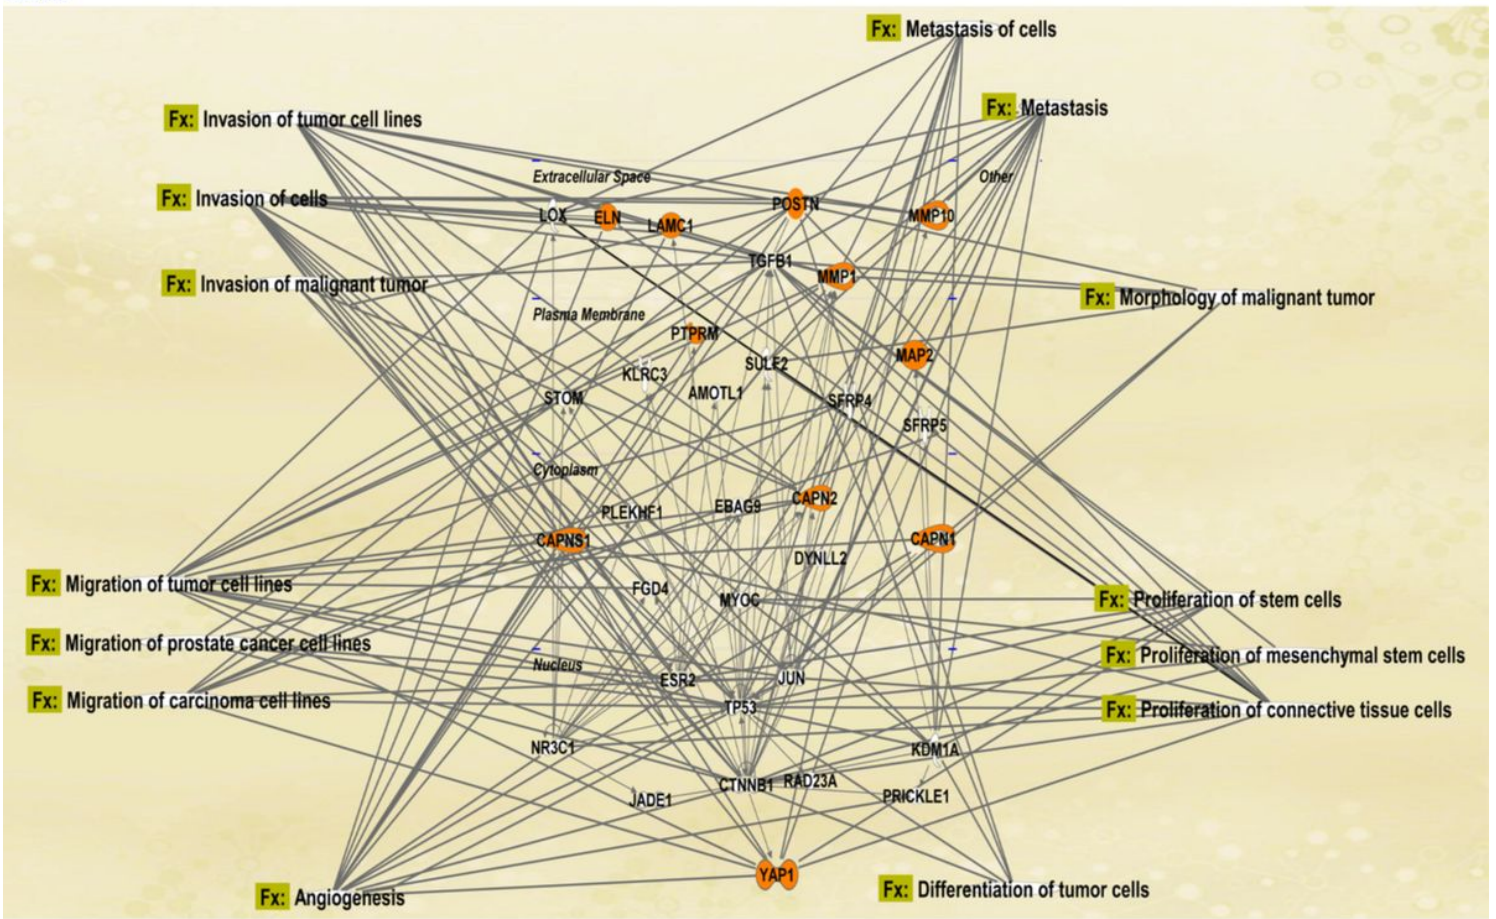 Fx: Metastasis of cells
Fx: Metastasis
Fx: Invasion of tumor cell lines
Extracellular Space
Other
Fx: Invasion of cells
LOX
ELN
LAMC1
POSTN
MMP10
TGFB1
MMP1
Fx: Invasion of malignant tumor
Fx: Morphology of malignant tumor
Plasma Membrane
PTPRM
MAP2
KLRC3
SULF2
AMOTL1
STOM
SFRP4
SFRP5
Cytoplasm
CAPN2
PLEKHF1
EBAG9
CAPNS1
CAPN1
DYNLL2
Fx: Migration of tumor cell lines
FGD4
MYOC
Fx: Proliferation of stem cells
Fx: Migration of prostate cancer cell lines
Fx: Proliferation of mesenchymal stem cells
Nucleus
ESR2
JUN
Fx: Migration of carcinoma cell lines
TP53
Fx: Proliferation of connective tissue cells
NR3C1
KDM1A
CTNNB1
RAD23A
JADE1
PRICKLE1
YAP1
Fx: Angiogenesis
Fx: Differentiation of tumor cells